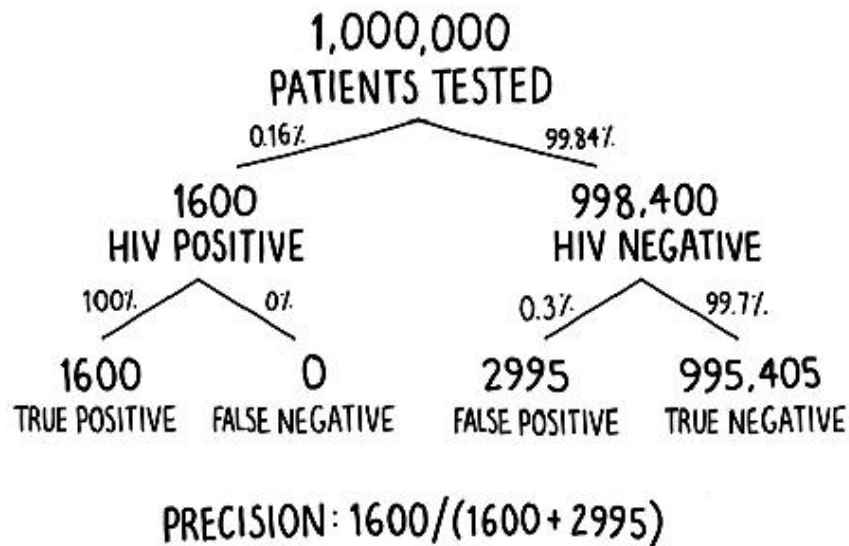 1,000,000
PATIENTS TESTED
0.16% 99.84%
1600 998,400
HIV POSITIVE HIV NEGATIVE
100% 0% 0.3% 99.7%
1600 0 2995 995,405
TRUE POSITIVE FALSE NEGATIVE FALSE POSITIVE TRUE NEGATIVE
PRECISION: 1600/(1600 + 2995)